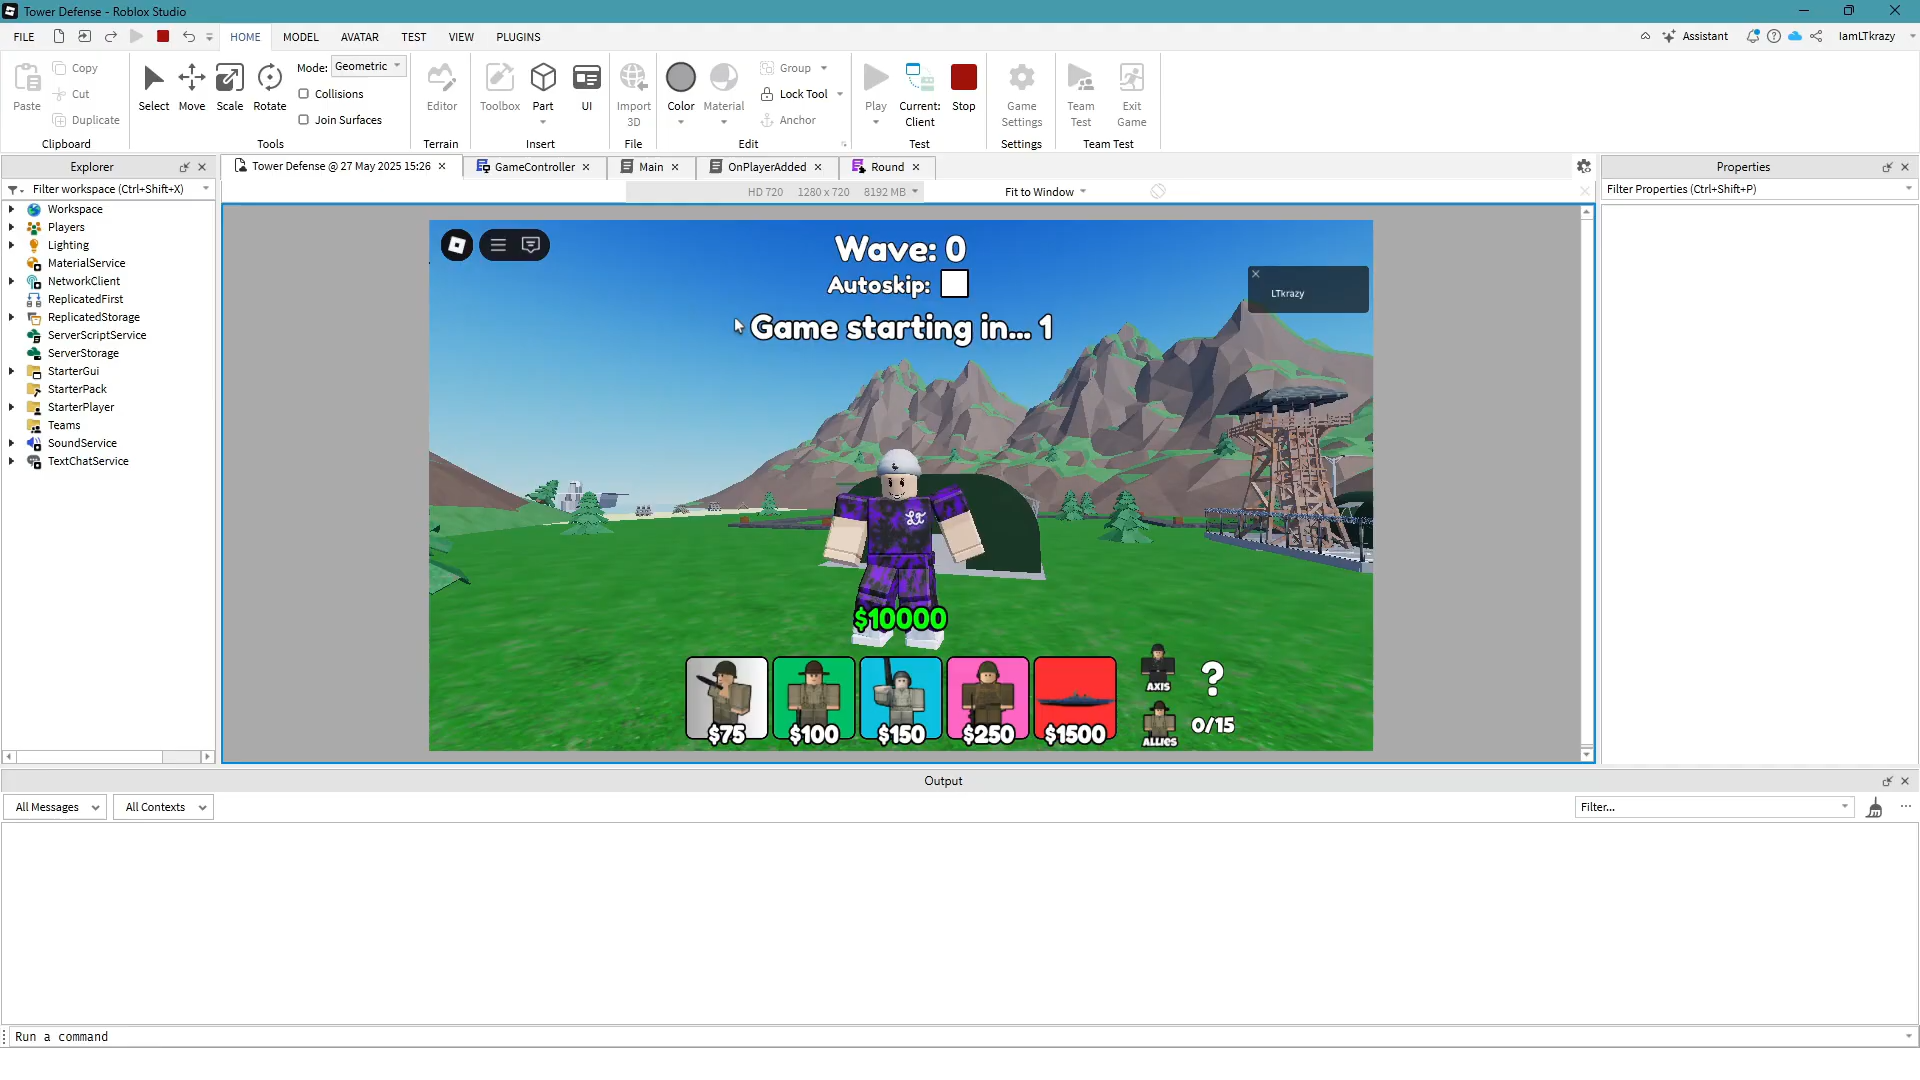 Tower Defense - Roblox Studio
FILE HOME MODEL AVATAR TEST VIEW PLUGINS Assistant IamLTkrazy
Paste Copy Cut Duplicate
Clipboard
Select Move Scale Rotate
Mode: Geometric
Collisions
Join Surfaces
Tools
Editor
Terrain
Toolbox Part UI
Insert
Import 3D
File
Color Material Group Lock Tool Anchor
Edit
Play Current: Client Stop
Test
Game Settings
Settings
Team Test Exit Game
Team Test
Explorer
Tower Defense @ 27 May 2025 15:26 GameController Main OnPlayerAdded Round
Properties
Filter workspace (Ctrl+Shift+X)
HD 720 1280 x 720 8192 MB Fit to Window
Filter Properties (Ctrl+Shift+P)
Workspace
Players
Lighting
MaterialService
NetworkClient
ReplicatedFirst
ReplicatedStorage
ServerScriptService
ServerStorage
StarterGui
StarterPack
StarterPlayer
Teams
SoundService
TextChatService
Wave: 0
Autoskip:
Game starting in... 1
LTkrazy
LT
$10000
$75 $100 $150 $250 $1500
AXIS
ALLIES
?
0/15
Output
All Messages All Contexts Filter...
Run a command